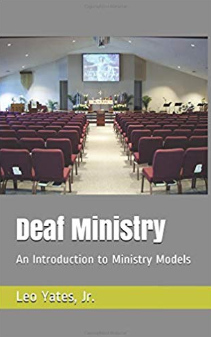 Deaf Ministry
An Introduction to Ministry Models
Leo Yates, Jr.